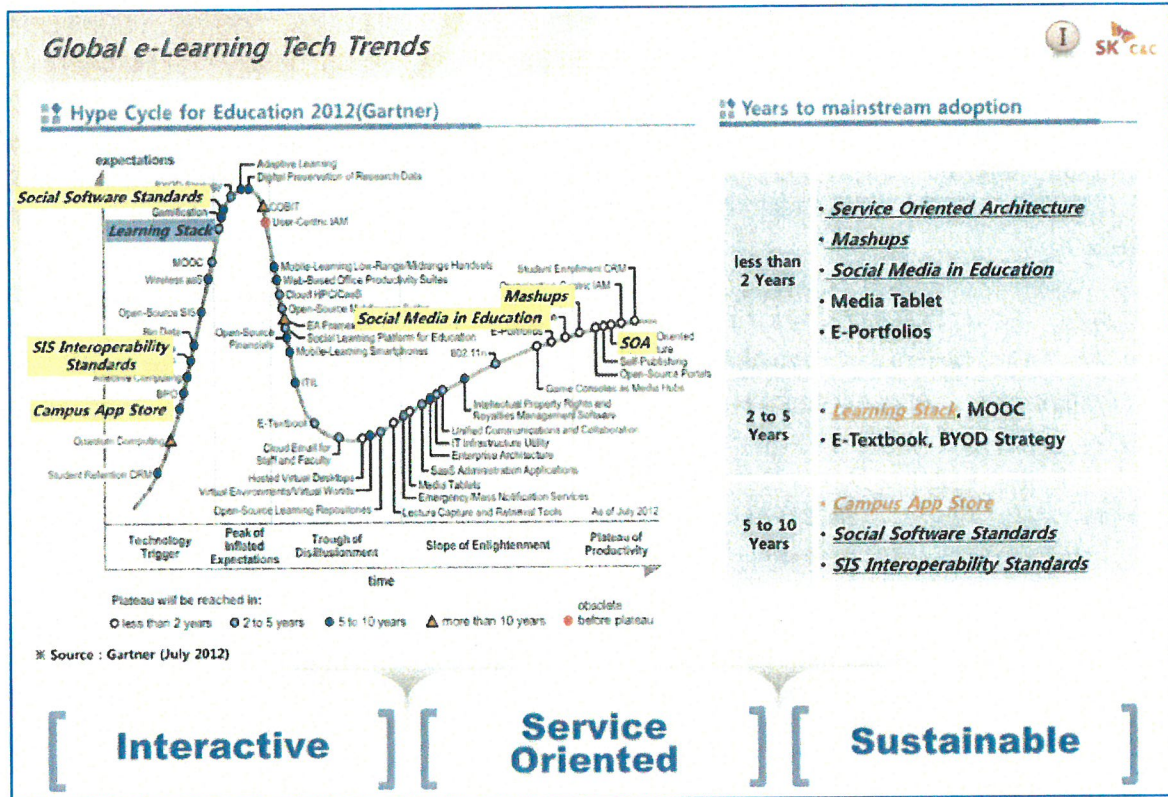 Global e-Learning Tech Trends
I
SK C&C
Hype Cycle for Education 2012(Gartner)
expectations
Adaptive Learning
Digital Preservation of Research Data
Social Software Standards
Gamification
COBIT
User-Centric IAM
Learning Stack
MOOC
Wireless aaS
Mobile-Learning Low-Range/Midrange Handsets
Web-Based Office Productivity Suites
Cloud HPC/CaaS
Open-Source SIS
Big Data
Open-Source
Financials
Social Learning Platform for Education
Mobile-Learning Smartphones
SIS Interoperability
Standards
BPO
Campus App Store
ITIL
Quantum Computing
Student Retention CRM
E-Textbook
Cloud Email for
Staff and Faculty
Hosted Virtual Desktops
Virtual Environments/Virtual Worlds
Open-Source Learning Repositories
Student Enrollment CRM
IAM
Mashups
Social Media in Education
E-Portfolios
SOA
Oriented
802.11n
Self-Publishing
Open-Source Portals
Game Consoles as Media Hubs
Intellectual Property Rights and
Royalties Management Software
Unified Communications and Collaboration
IT Infrastructure Utility
Enterprise Architecture
SaaS Administration Applications
Media Tablets
Emergency/Mass Notification Services
Lecture Capture and Retrieval Tools
As of July 2012
Technology
Trigger
Peak of
Inflated
Expectations
Trough of
Disillusionment
Slope of Enlightenment
Plateau of
Productivity
time
Plateau will be reached in:
less than 2 years
2 to 5 years
5 to 10 years
more than 10 years
obsolete
before plateau
※ Source : Gartner (July 2012)
Years to mainstream adoption
less than
2 Years
• Service Oriented Architecture
• Mashups
• Social Media in Education
• Media Tablet
• E-Portfolios
2 to 5
Years
• Learning Stack, MOOC
• E-Textbook, BYOD Strategy
5 to 10
Years
• Campus App Store
• Social Software Standards
• SIS Interoperability Standards
[ Interactive ]
[ Service
Oriented ]
[ Sustainable ]